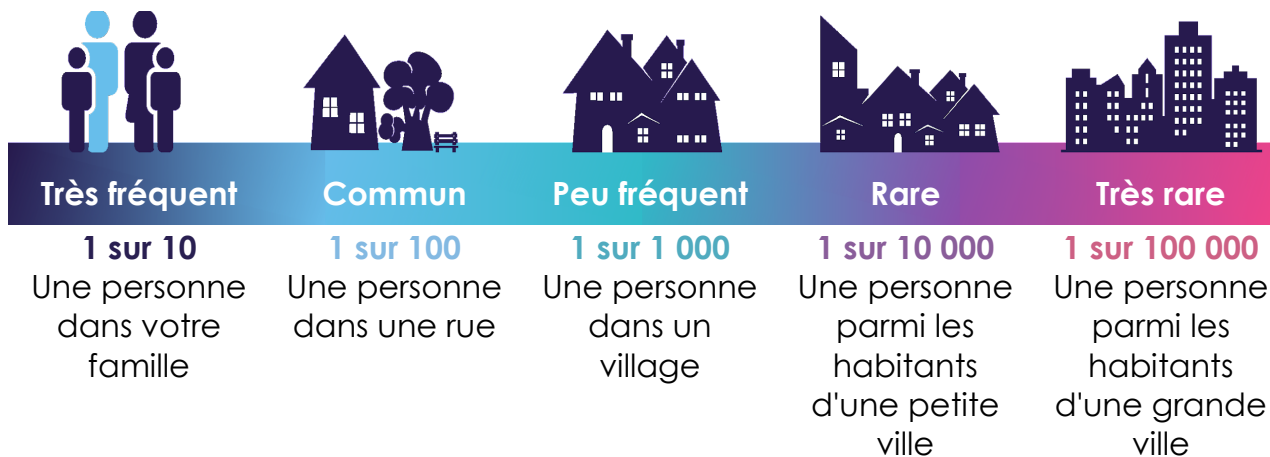 Très fréquent
1 sur 10
Une personne
dans votre
famille
Commun
1 sur 100
Une personne
dans une rue
Peu fréquent
1 sur 1 000
Une personne
dans un
village
Rare
1 sur 10 000
Une personne
parmi les
habitants
d'une petite
ville
Très rare
1 sur 100 000
Une personne
parmi les
habitants
d'une grande
ville